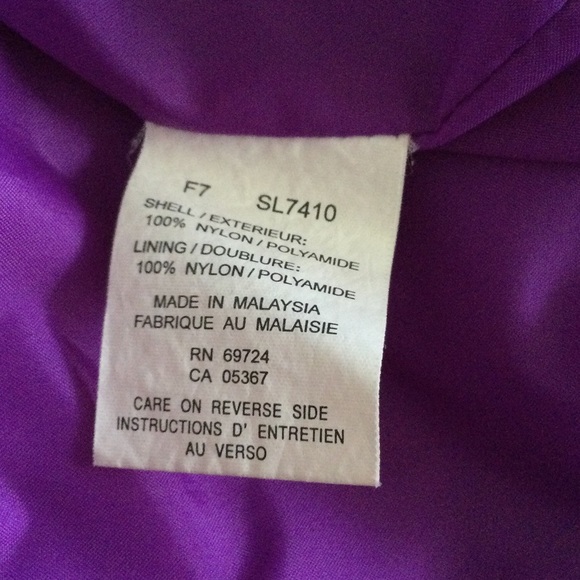 F7 SL7410
SHELL / EXTERIEUR:
100% NYLON / POLYAMIDE
LINING / DOUBLURE:
100% NYLON / POLYAMIDE
MADE IN MALAYSIA
FABRIQUE AU MALAISIE
RN 69724
CA 05367
CARE ON REVERSE SIDE
INSTRUCTIONS D' ENTRETIEN
AU VERSO